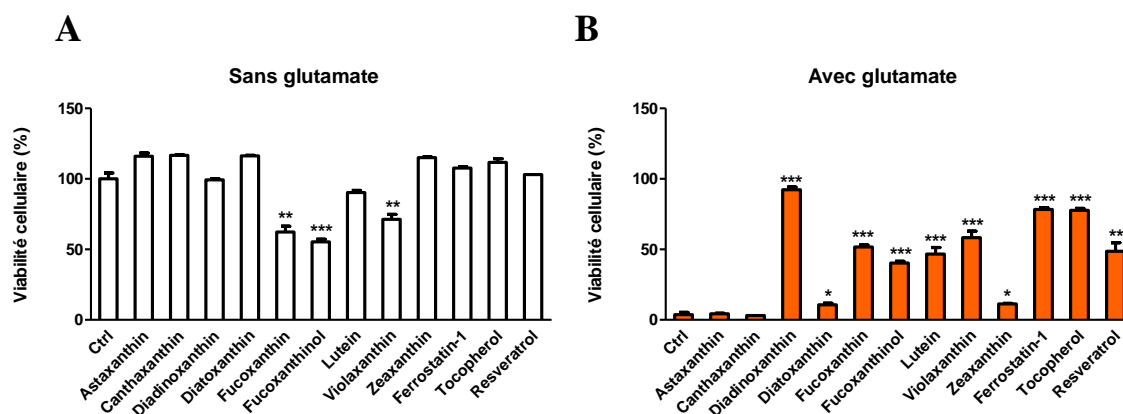 A
Sans glutamate
Viabilité cellulaire (%)
150
100
50
0
** *** **
Ctrl
Astaxanthin
Canthaxanthin
Diadinoxanthin
Diatoxanthin
Fucoxanthin
Fucoxanthinol
Lutein
Violaxanthin
Zeaxanthin
Ferrostatin-1
Tocopherol
Resveratrol
B
Avec glutamate
Viabilité cellulaire (%)
150
100
50
0
*** * *** *** *** *** * *** *** **
Ctrl
Astaxanthin
Canthaxanthin
Diadinoxanthin
Diatoxanthin
Fucoxanthin
Fucoxanthinol
Lutein
Violaxanthin
Zeaxanthin
Ferrostatin-1
Tocopherol
Resveratrol